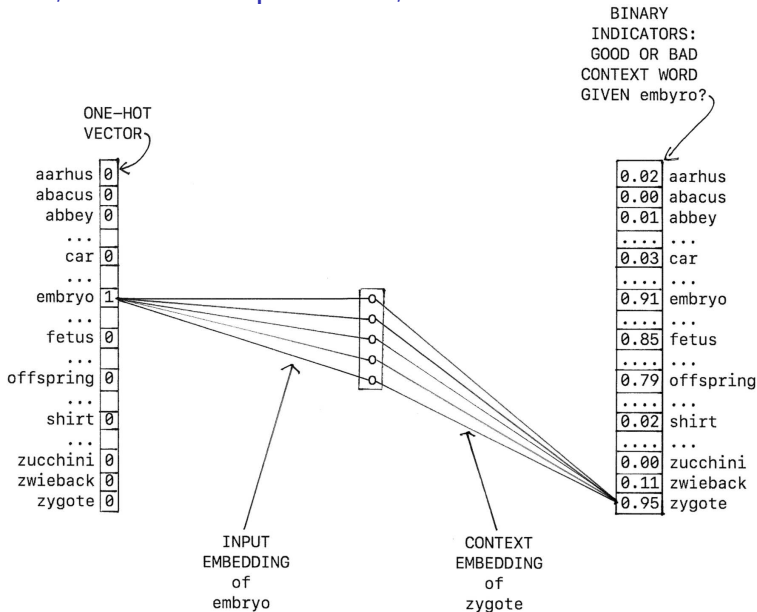 BINARY
INDICATORS:
GOOD OR BAD
CONTEXT WORD
GIVEN embyro?
ONE-HOT
VECTOR
aarhus 0
abacus 0
abbey 0
...
car 0
...
embryo 1
...
fetus 0
...
offspring 0
...
shirt 0
...
zucchini 0
zwieback 0
zygote 0
0.02 aarhus
0.00 abacus
0.01 abbey
.... ...
0.03 car
.... ...
0.91 embryo
.... ...
0.85 fetus
.... ...
0.79 offspring
.... ...
0.02 shirt
.... ...
0.00 zucchini
0.11 zwieback
0.95 zygote
INPUT
EMBEDDING
of
embryo
CONTEXT
EMBEDDING
of
zygote